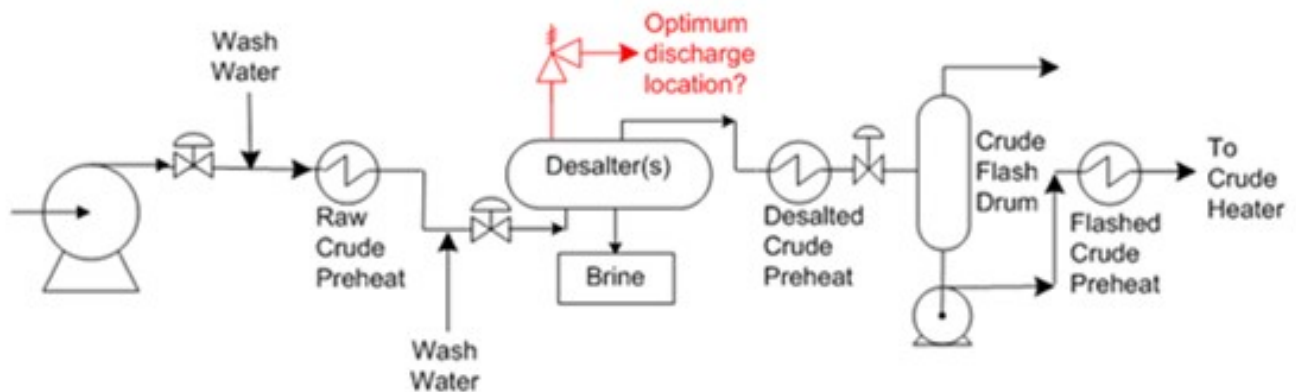 Wash
Water
Raw
Crude
Preheat
Wash
Water
Optimum
discharge
location?
Desalter(s)
Brine
Desalted
Crude
Preheat
Crude
Flash
Drum
Flashed
Crude
Preheat
To
Crude
Heater